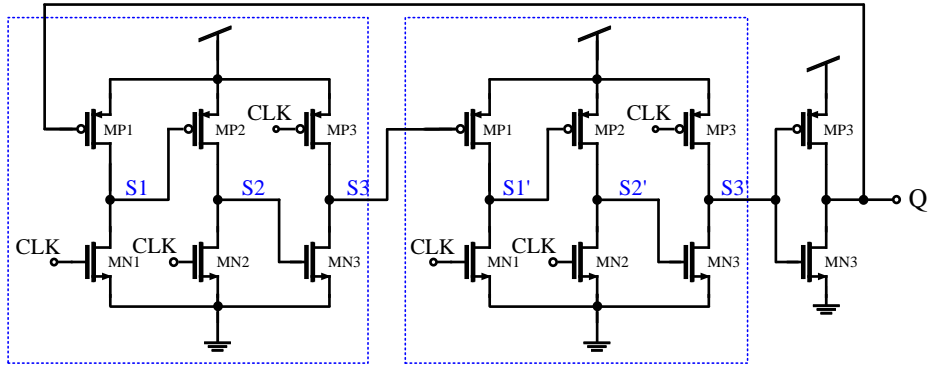 MP1
MP2
CLK
MP3
S1
S2
S3
CLK
MN1
CLK
MN2
MN3
MP1
MP2
CLK
MP3
S1'
S2'
S3'
CLK
MN1
CLK
MN2
MN3
MP3
MN3
Q